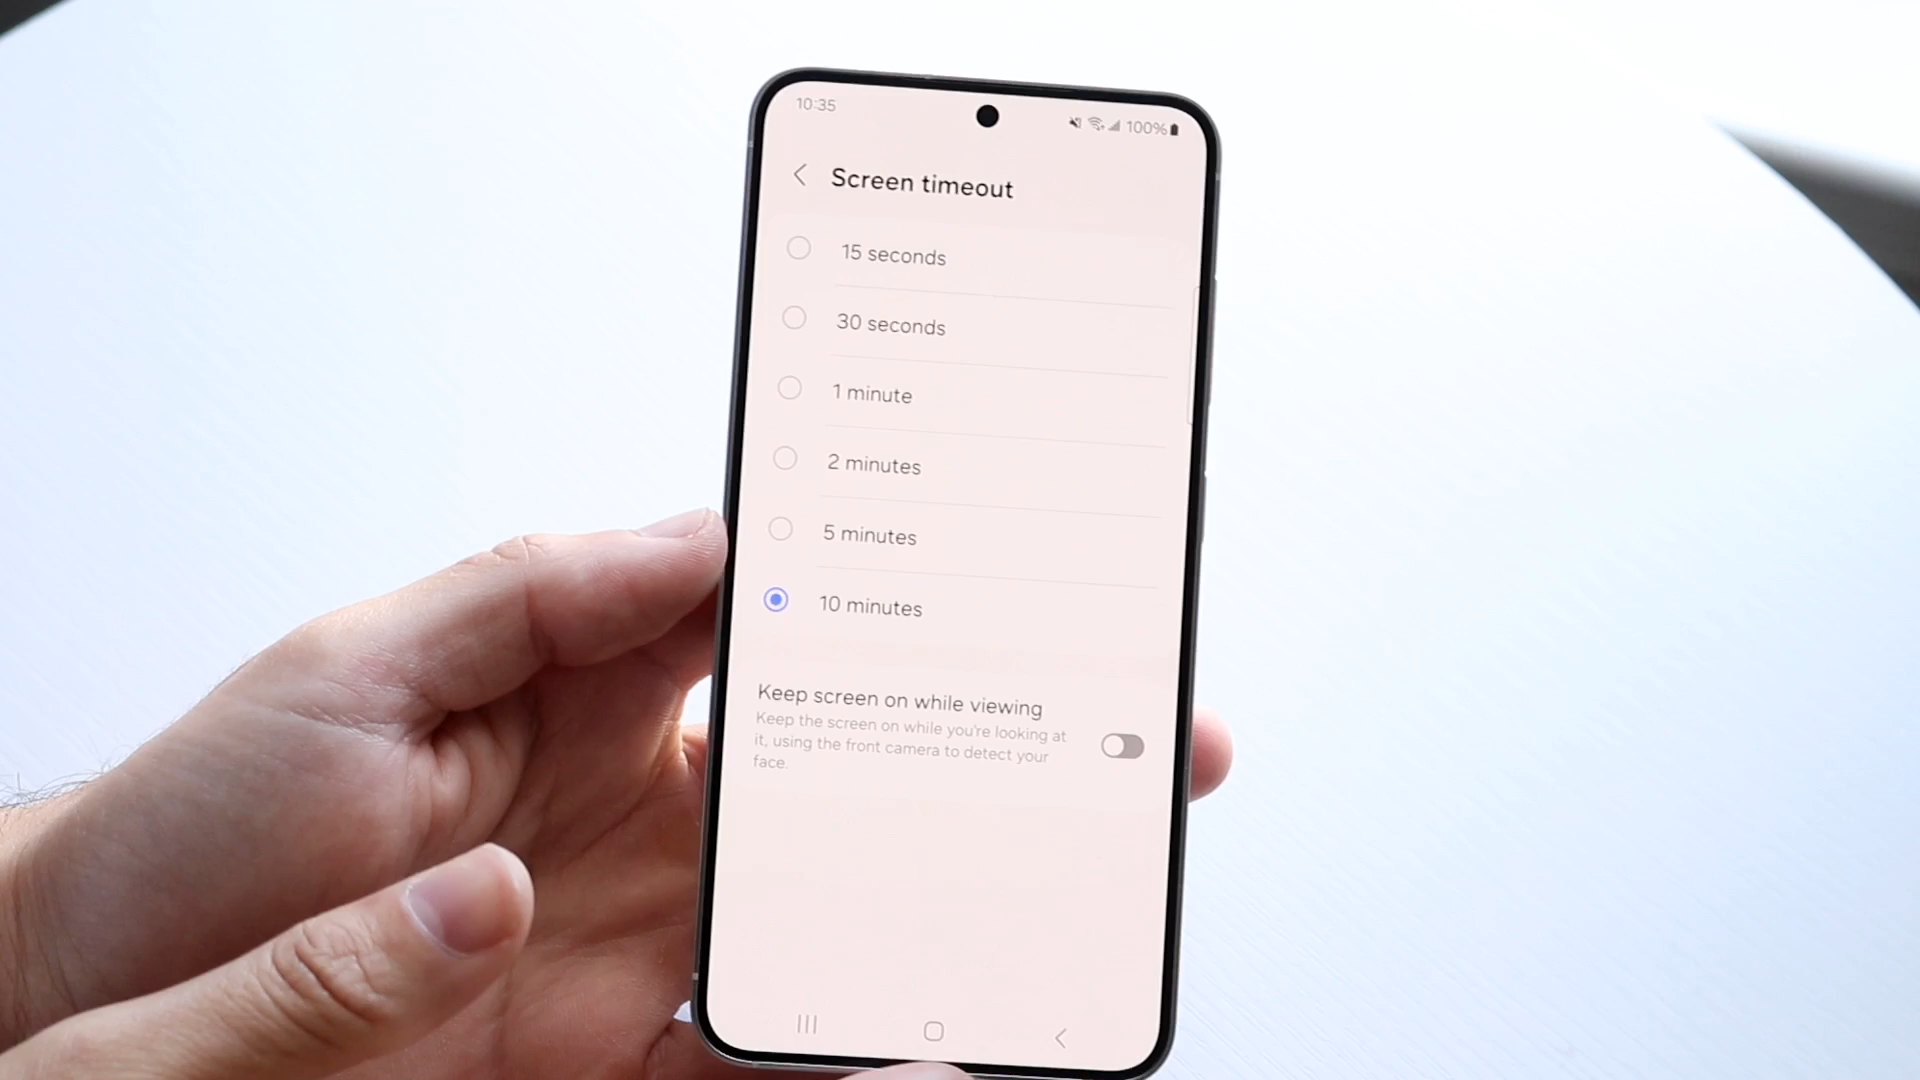 10:35
100%
Screen timeout
15 seconds
30 seconds
1 minute
2 minutes
5 minutes
10 minutes
Keep screen on while viewing
Keep the screen on while you're looking at
it, using the front camera to detect your
face.